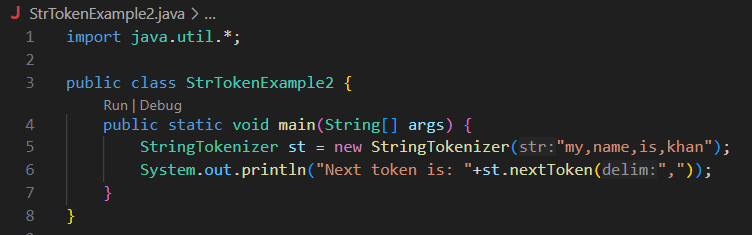 StrTokenExample2.java > ...
1 import java.util.*;
2
3 public class StrTokenExample2 {
Run | Debug
4 public static void main(String[] args) {
5 StringTokenizer st = new StringTokenizer(str:"my,name,is,khan");
6 System.out.println("Next token is: "+st.nextToken(delim:","));
7 }
8 }